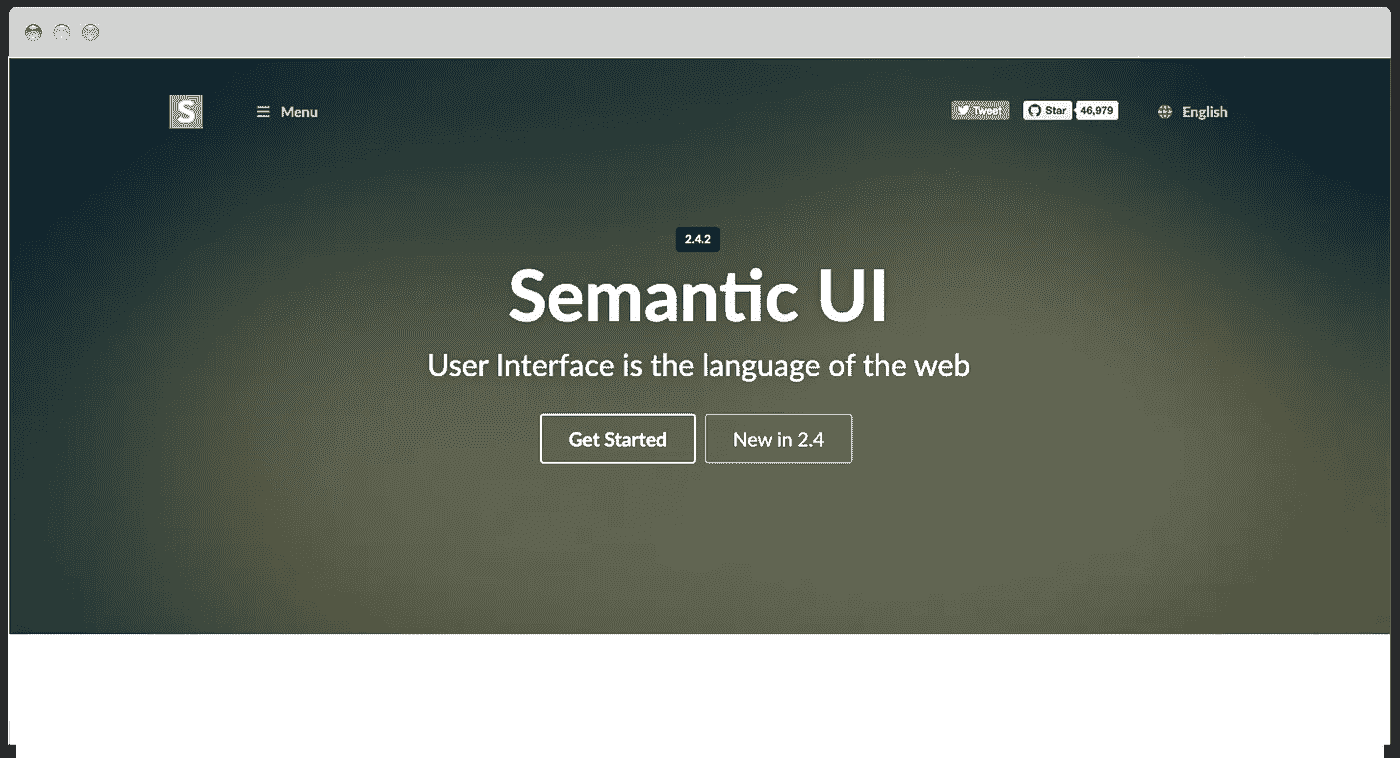 S
Menu
Tweet
Star
46,979
English
2.4.2
Semantic UI
User Interface is the language of the web
Get Started
New in 2.4